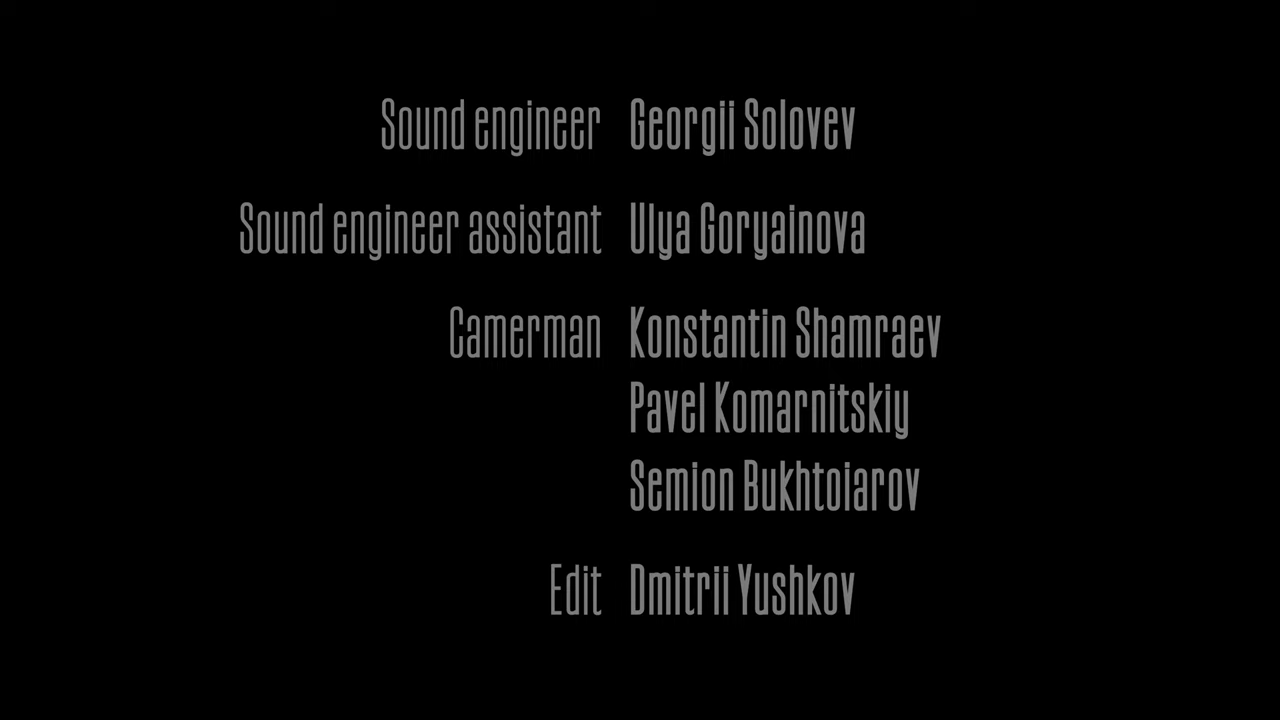 Sound engineer Georgii Solovev
Sound engineer assistant Ulya Goryainova
Camerman Konstantin Shamraev
Pavel Komarnitskiy
Semion Bukhtoiarov
Edit Dmitrii Yushkov